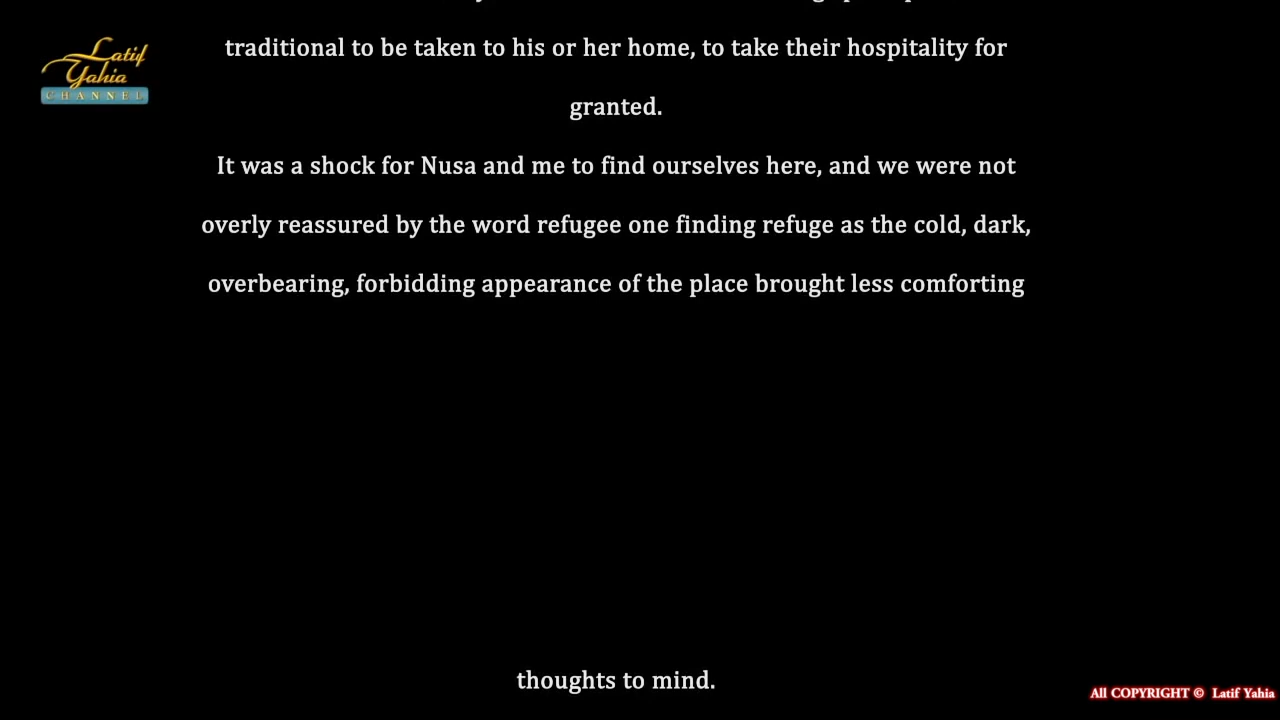 Latif
Yahia
CHANNEL
traditional to be taken to his or her home, to take their hospitality for
granted.
It was a shock for Nusa and me to find ourselves here, and we were not
overly reassured by the word refugee one finding refuge as the cold, dark,
overbearing, forbidding appearance of the place brought less comforting
thoughts to mind.
All COPYRIGHT © Latif Yahia